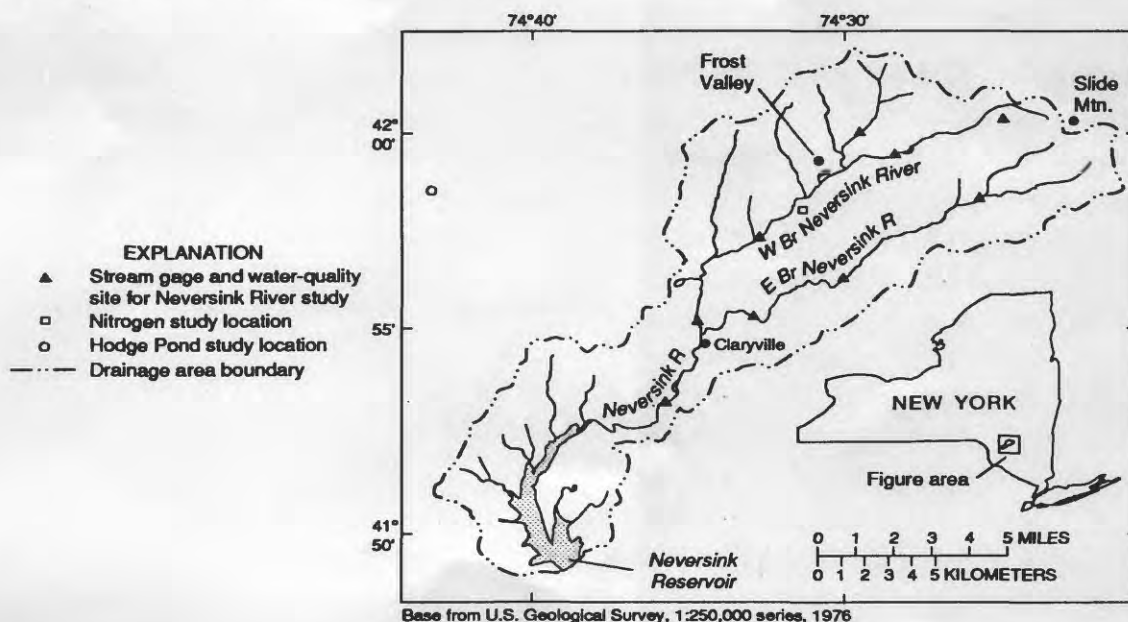 74°40'
74°30'
Frost
Valley
Slide
Mtn.
42°
00'
W Br Neversink River
E Br Neversink R
EXPLANATION
Stream gage and water-quality
site for Neversink River study
Nitrogen study location
Hodge Pond study location
Drainage area boundary
55'
Claryville
Neversink R
NEW YORK
Figure area
41°
50'
Neversink
Reservoir
0 1 2 3 4 5 MILES
0 1 2 3 4 5 KILOMETERS
Base from U.S. Geological Survey, 1:250,000 series, 1976